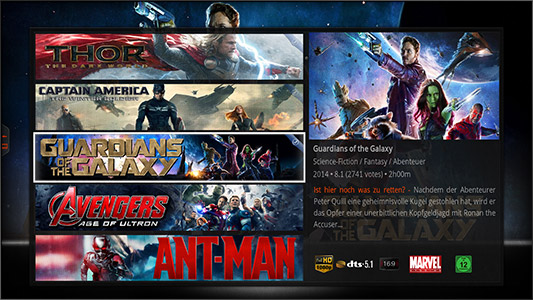 THOR
THE DARK WORLD
CAPTAIN AMERICA
THE WINTER SOLDIER
GUARDIANS
OF THE
GALAXY
AVENGERS
AGE OF ULTRON
ANT-MAN
Guardians of the Galaxy
Science-Fiction / Fantasy / Abenteuer
2014 • 8.1 (2741 votes) • 2h00m
Ist hier noch was zu retten? - Nachdem der Abenteurer
Peter Quill eine geheimnisvolle Kugel gestohlen hat, wird er
das Opfer einer unerbittlichen Kopfgeldjagd mit Ronan the
Accuser...
OF THE
GALAXY
Full HD 1080p dts 5.1 16:9 MARVEL 12